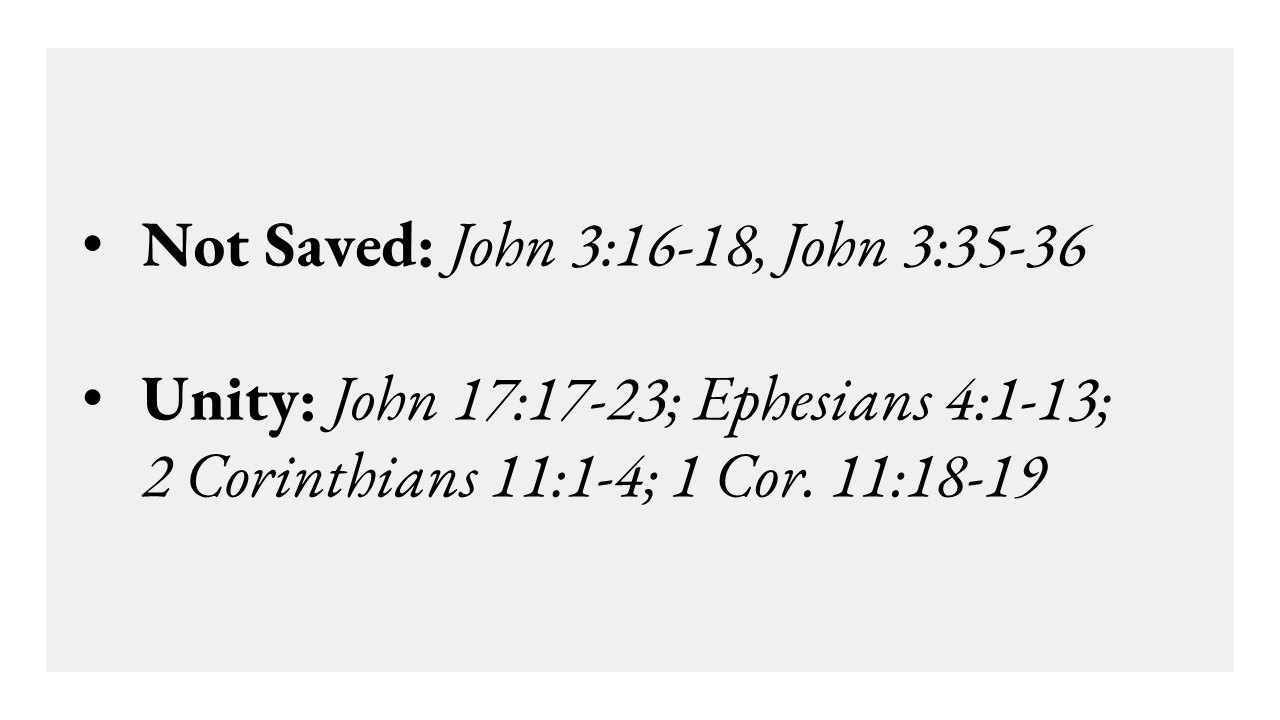 • Not Saved: John 3:16-18, John 3:35-36
• Unity: John 17:17-23; Ephesians 4:1-13;
2 Corinthians 11:1-4; 1 Cor. 11:18-19